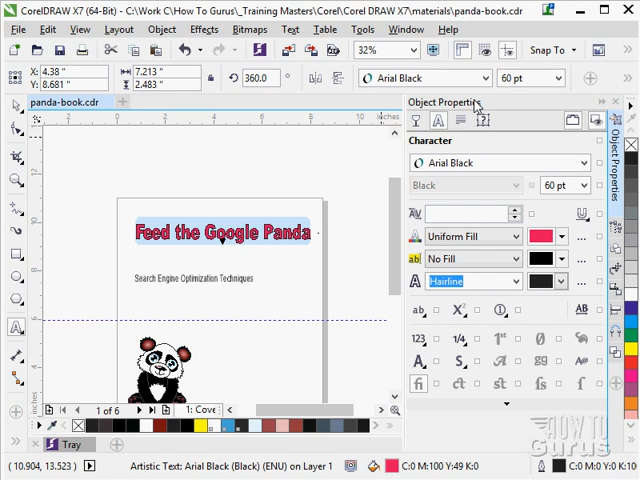 CorelDRAW X7 (64-Bit) - C:\Work C\How To Gurus\_Training Masters\Corel\Corel DRAW X7\materials\panda-book.cdr
File Edit View Layout Object Effects Bitmaps Text Table Tools Window Help
32% Snap To
X: 4.38 " 7.213 " 360.0 ° Arial Black 60 pt
Y: 8.681 " 2.483 "
panda-book.cdr
Object Properties
inches
Character
Arial Black
Black 60 pt
Uniform Fill
No Fill
Hairline
Object Properties
Feed the Google Panda
Search Engine Optimization Techniques
1 of 6 1: Cove
HOW TO
Gurus
Tray
(10.904, 13.523) Artistic Text: Arial Black (Black) (ENU) on Layer 1 C:0 M:100 Y:49 K:0 C:0 M:0 Y:0 K